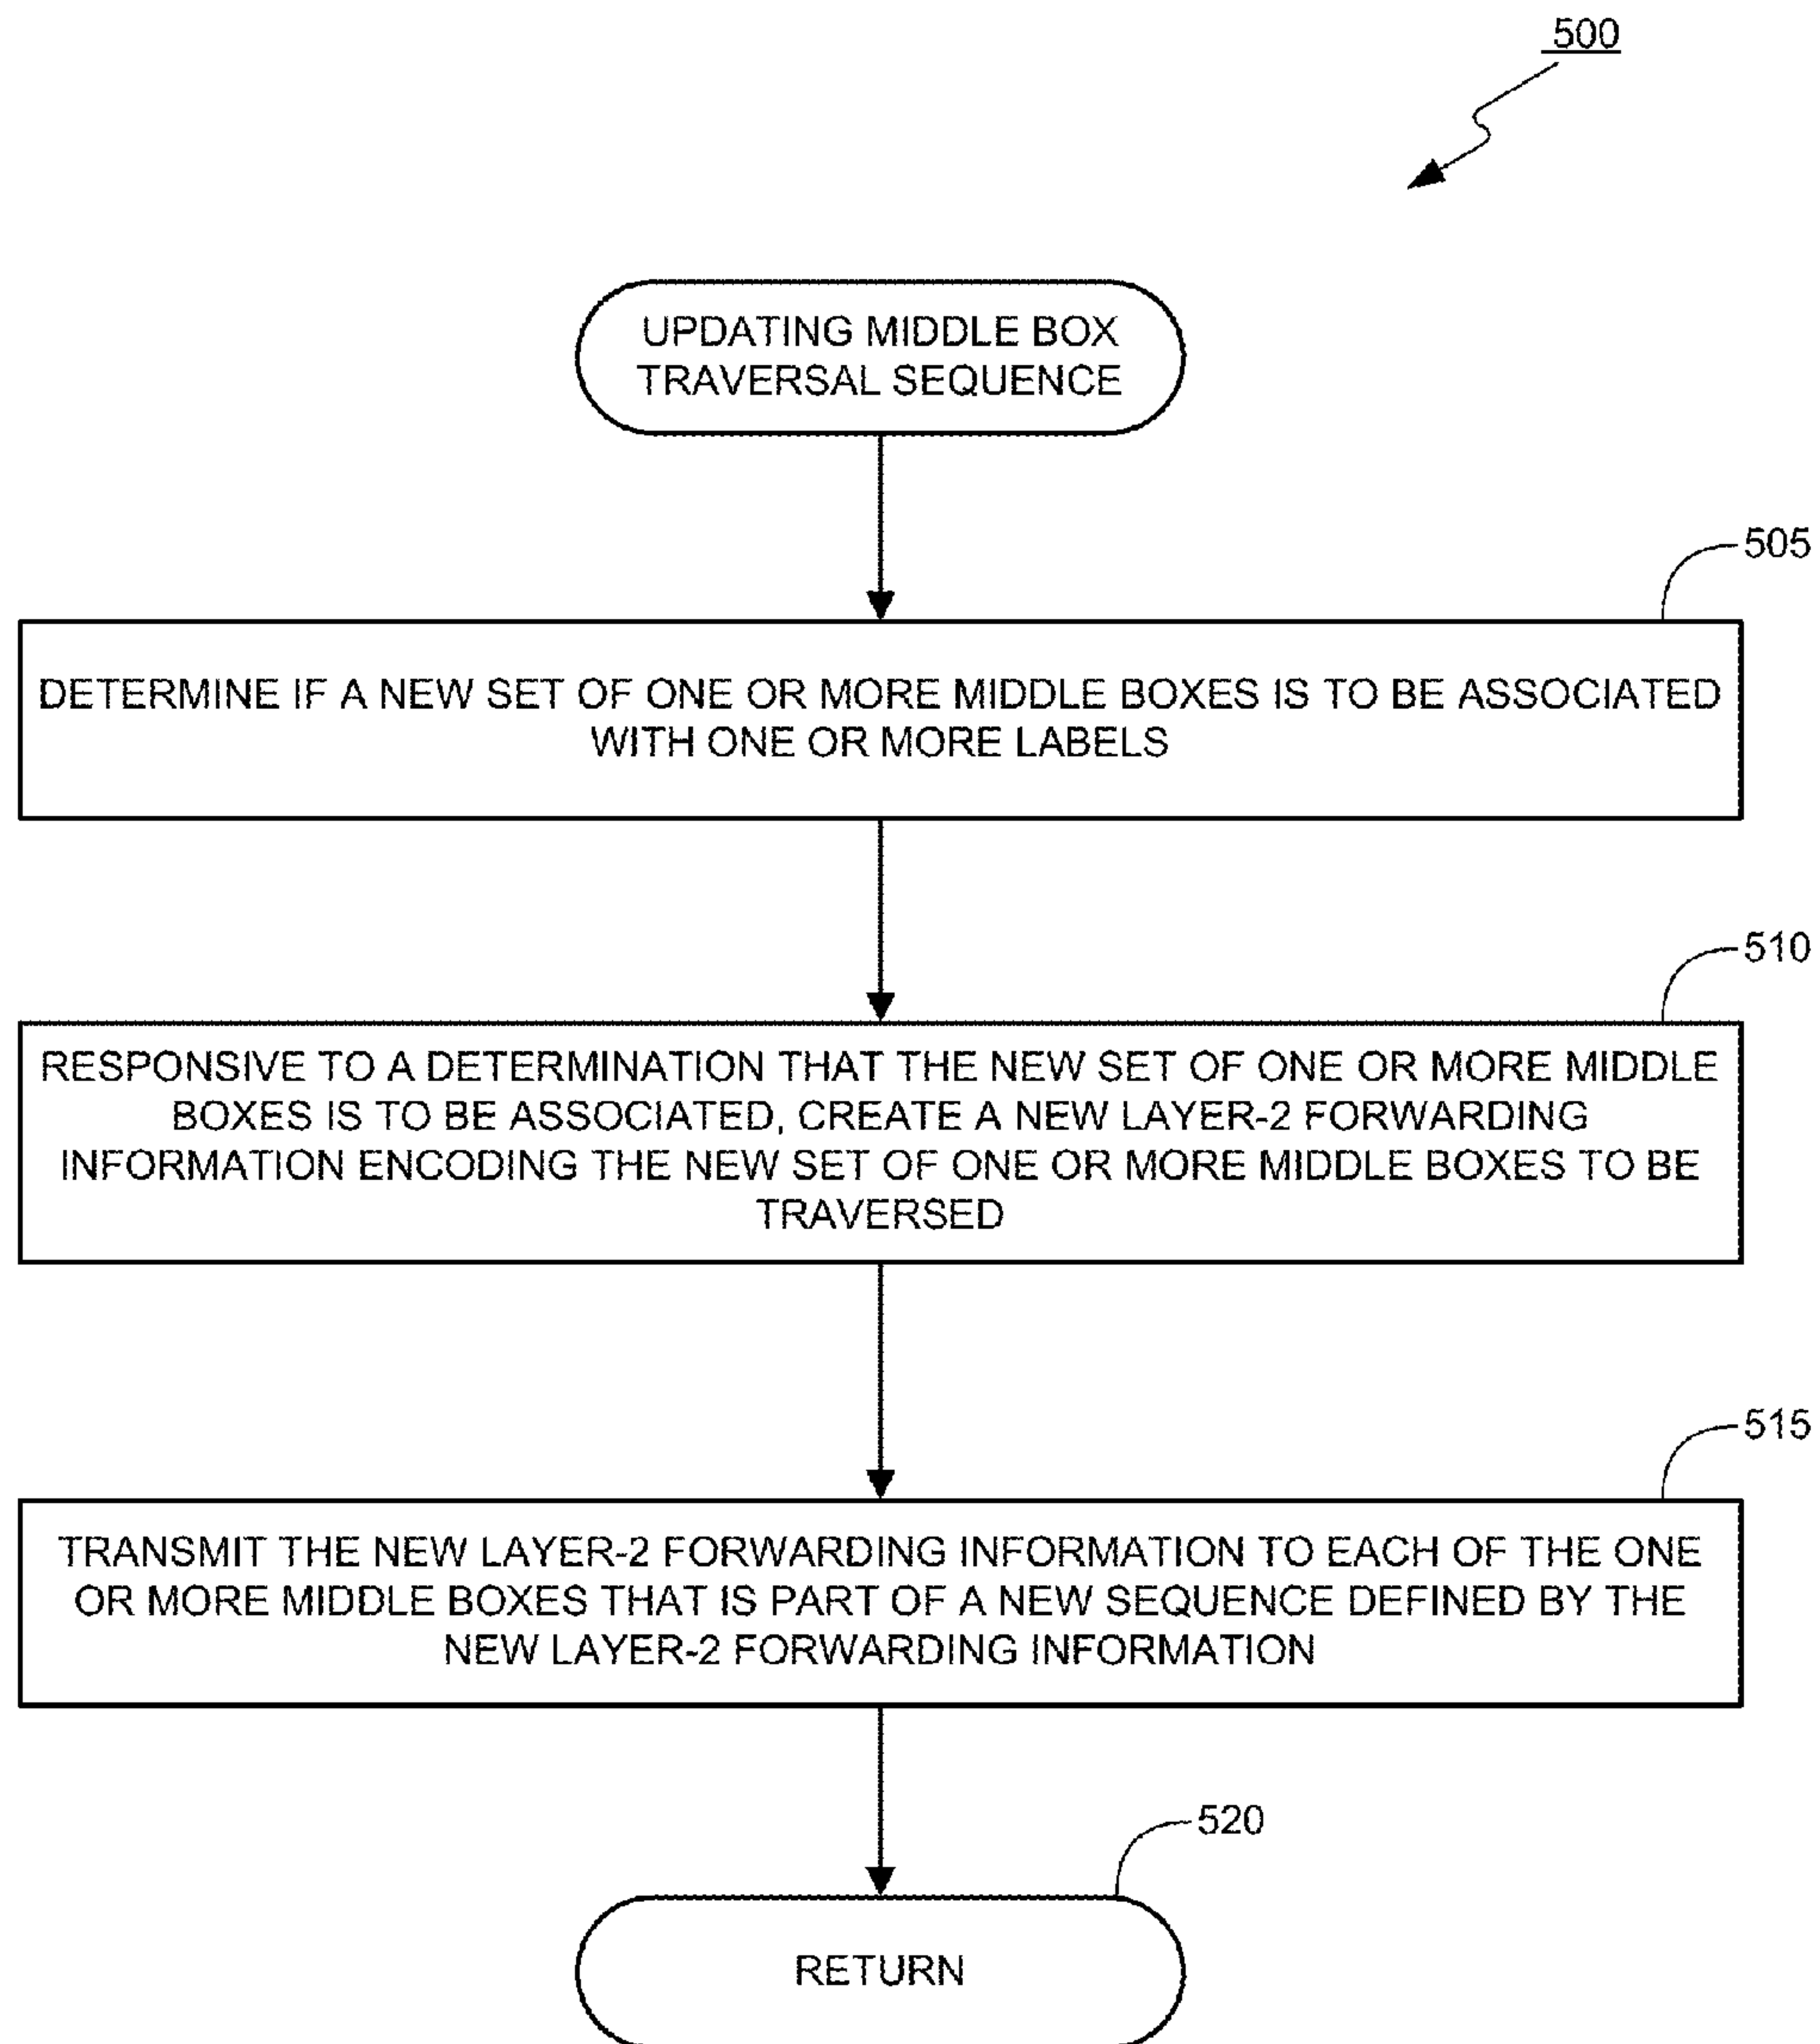 500
UPDATING MIDDLE BOX
TRAVERSAL SEQUENCE
505
DETERMINE IF A NEW SET OF ONE OR MORE MIDDLE BOXES IS TO BE ASSOCIATED
WITH ONE OR MORE LABELS
510
RESPONSIVE TO A DETERMINATION THAT THE NEW SET OF ONE OR MORE MIDDLE
BOXES IS TO BE ASSOCIATED, CREATE A NEW LAYER-2 FORWARDING
INFORMATION ENCODING THE NEW SET OF ONE OR MORE MIDDLE BOXES TO BE
TRAVERSED
515
TRANSMIT THE NEW LAYER-2 FORWARDING INFORMATION TO EACH OF THE ONE
OR MORE MIDDLE BOXES THAT IS PART OF A NEW SEQUENCE DEFINED BY THE
NEW LAYER-2 FORWARDING INFORMATION
520
RETURN